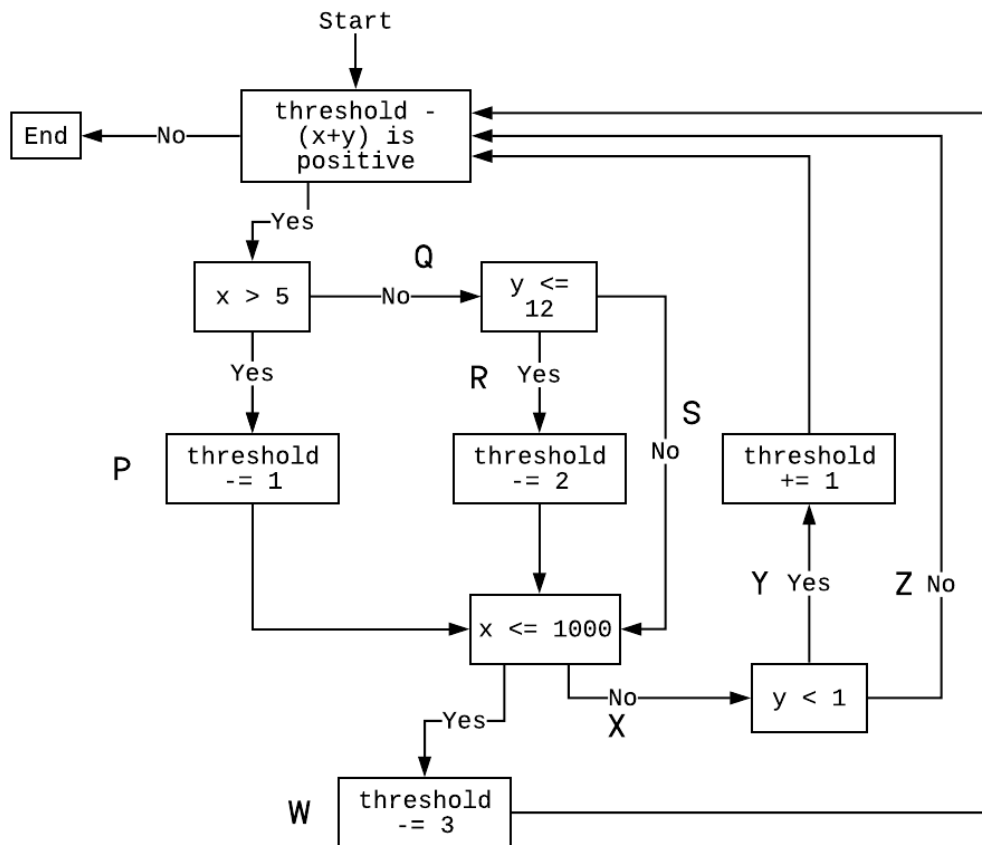 Start
threshold -
(x+y) is
positive
No
End
Yes
Q
x > 5
No
y <=
12
Yes
R
Yes
S
No
P
threshold
-= 1
threshold
-= 2
threshold
+= 1
Y
Yes
Z
No
x <= 1000
Yes
No
X
y < 1
W
threshold
-= 3